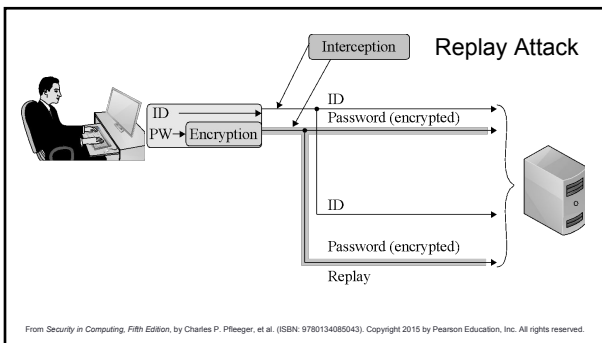 Replay Attack
Interception
ID
PW
Encryption
ID
Password (encrypted)
ID
Password (encrypted)
Replay
From Security in Computing, Fifth Edition, by Charles P. Pfleeger, et al. (ISBN: 9780134085043). Copyright 2015 by Pearson Education, Inc. All rights reserved.